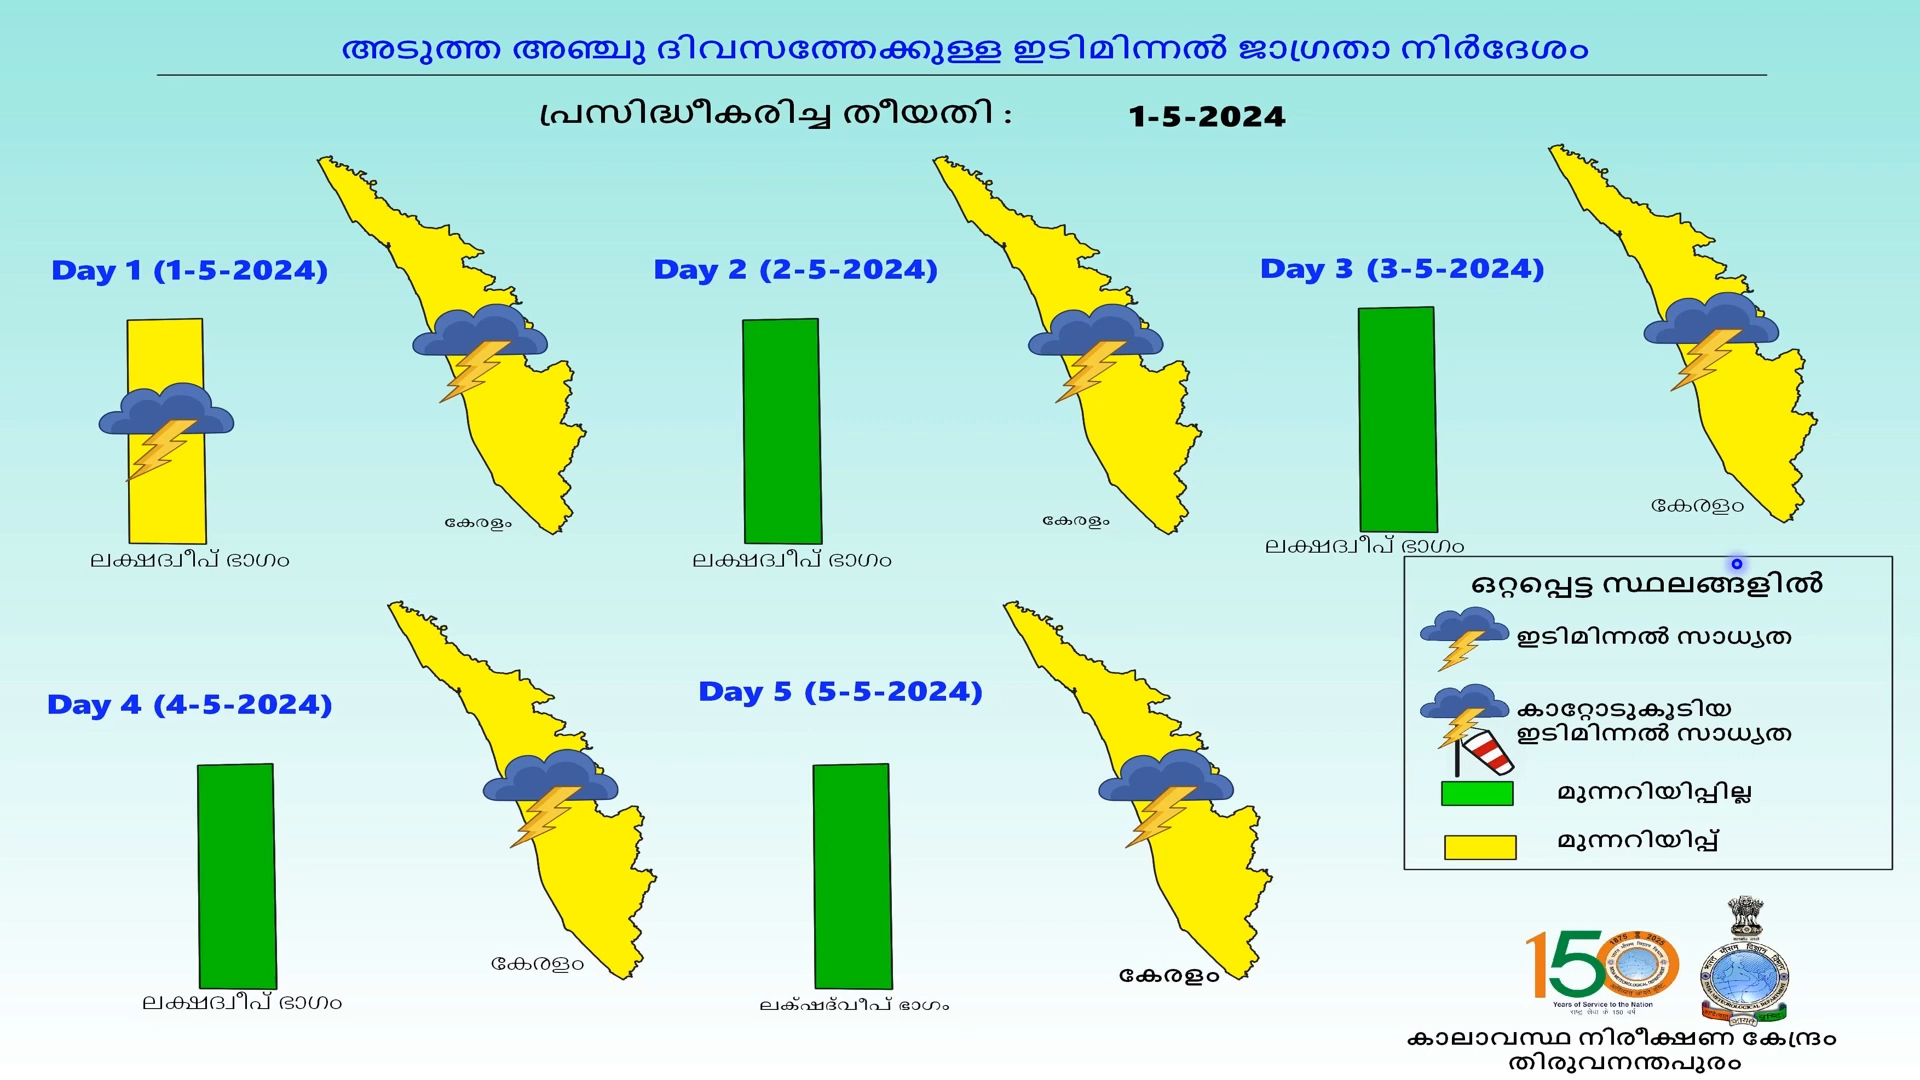 അടുത്ത അഞ്ചു ദിവസത്തേക്കുള്ള ഇടിമിന്നൽ ജാഗ്രതാ നിർദേശം
പ്രസിദ്ധീകരിച്ച തീയതി : 1-5-2024
Day 1 (1-5-2024)
കേരളം
ലക്ഷദ്വീപ് ഭാഗം
Day 2 (2-5-2024)
കേരളം
ലക്ഷദ്വീപ് ഭാഗം
Day 3 (3-5-2024)
കേരളം
ലക്ഷദ്വീപ് ഭാഗം
Day 4 (4-5-2024)
കേരളം
ലക്ഷദ്വീപ് ഭാഗം
Day 5 (5-5-2024)
കേരളം
ലക്ഷദ്വീപ് ഭാഗം
ഒറ്റപ്പെട്ട സ്ഥലങ്ങളിൽ
ഇടിമിന്നൽ സാധ്യത
കാറ്റോടുകൂടിയ
ഇടിമിന്നൽ സാധ്യത
മുന്നറിയിപ്പില്ല
മുന്നറിയിപ്പ്
150
1875 2025
Years of Service to the Nation
राष्ट्र सेवा के 150 वर्ष
കാലാവസ്ഥ നിരീക്ഷണ കേന്ദ്രം
തിരുവനന്തപുരം